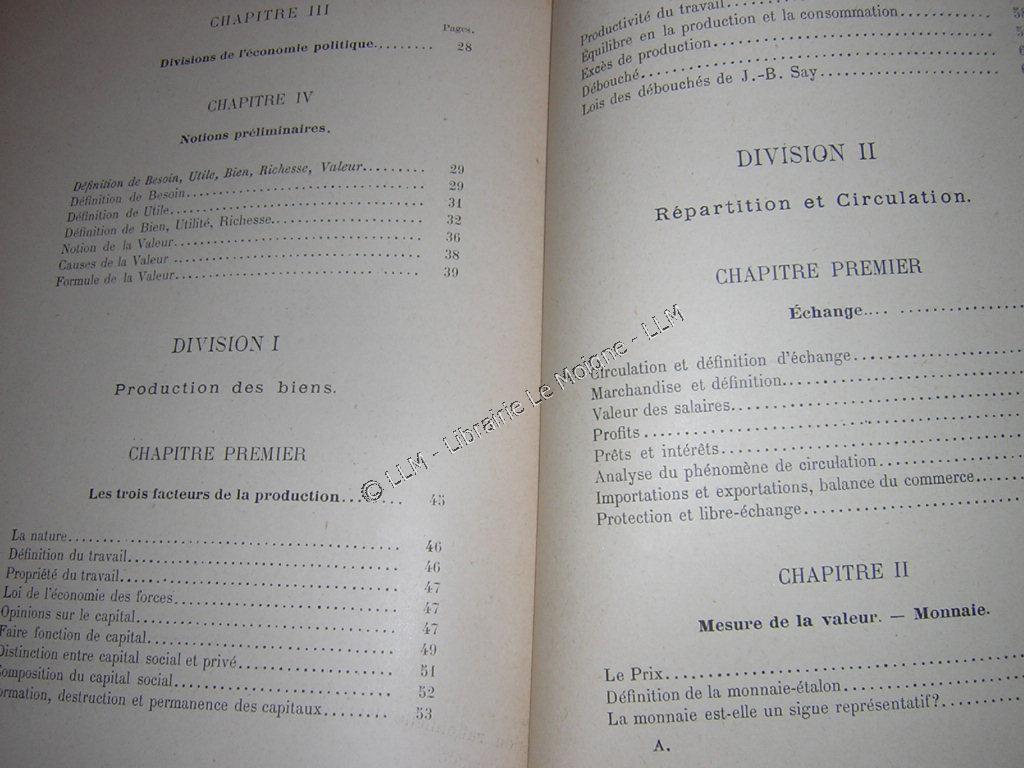 CHAPITRE III
Pages.
Divisions de l'économie politique......... 28
CHAPITRE IV
Notions préliminaires.
Définition de Besoin, Utile, Bien, Richesse, Valeur......... 29
Définition de Besoin......... 29
Définition de Utile......... 31
Définition de Bien, Utilité, Richesse......... 32
Notion de la Valeur......... 36
Causes de la Valeur......... 38
Formule de la Valeur......... 39
DIVISION I
Production des biens.
CHAPITRE PREMIER
Les trois facteurs de la production......... 45
La nature......... 46
Définition du travail......... 46
Propriété du travail......... 47
Loi de l'économie des forces......... 47
Opinions sur le capital......... 47
Faire fonction de capital......... 49
Distinction entre capital social et privé......... 51
omposition du capital social......... 52
ormation, destruction et permanence des capitaux......... 53
Productivité du travail.........
Équilibre en la production et la consommation.........
Excès de production.........
Débouché.........
Lois des débouchés de J.-B. Say.........
DIVISION II
Répartition et Circulation.
CHAPITRE PREMIER
Échange.........
Circulation et définition d'échange.........
Marchandise et définition.........
Valeur des salaires.........
Profits.........
Prêts et intérêts.........
Analyse du phénomène de circulation.........
Importations et exportations, balance du commerce.........
Protection et libre-échange.........
CHAPITRE II
Mesure de la valeur. — Monnaie.
Le Prix.........
Définition de la monnaie-étalon.........
La monnaie est-elle un sigue représentatif?.........
A.
© LLM - Librairie Le Moigne - LLM